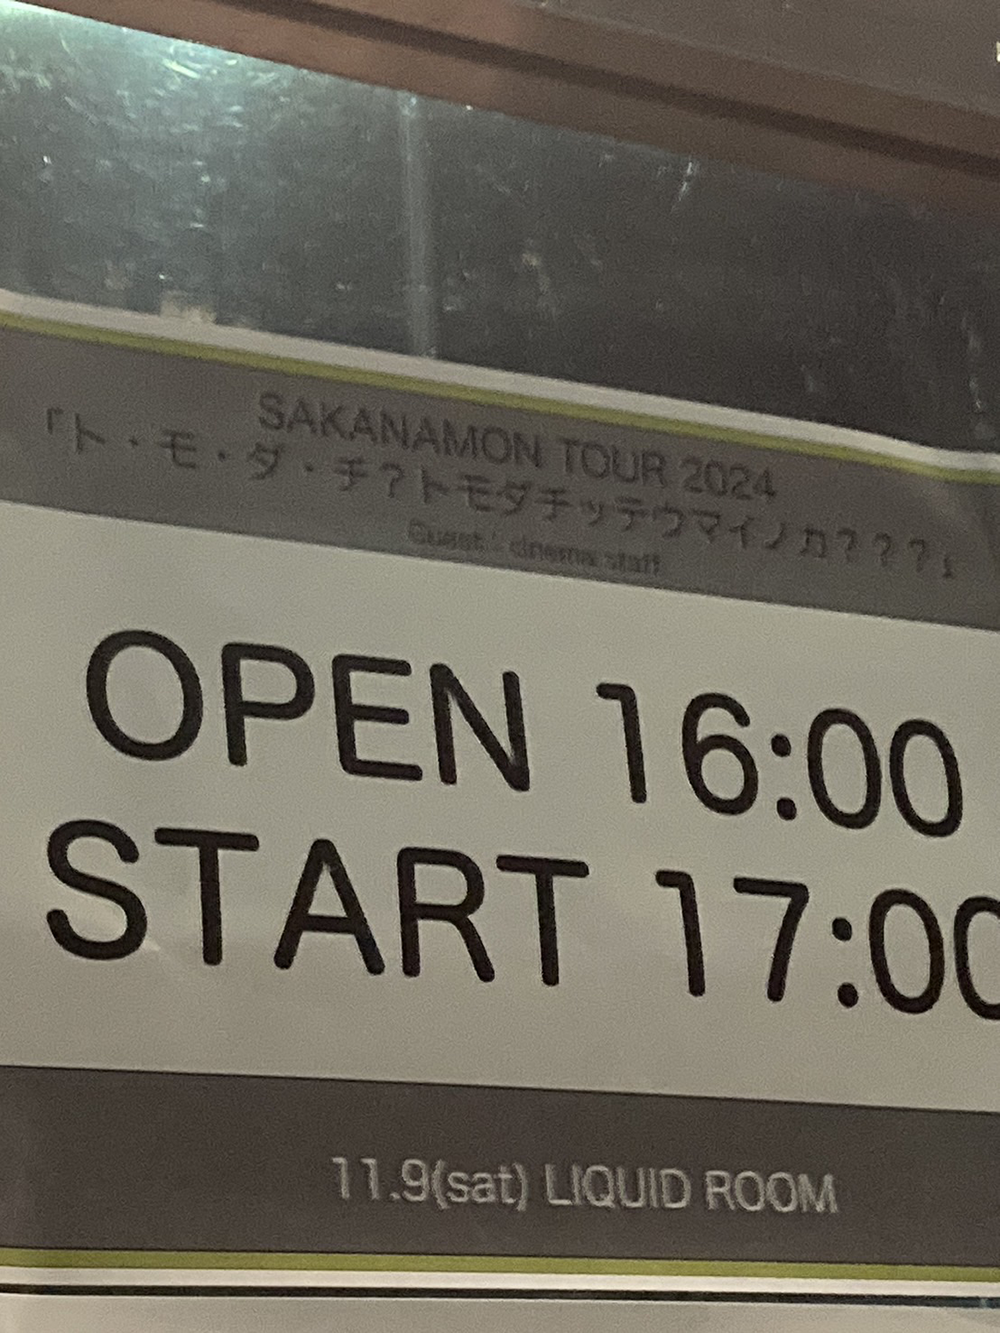 SAKANAMON TOUR 2024
「ト・モ・ダ・チ？トモダチッテウマイノカ？？？」
Guest : cinema staff
OPEN 16:00
START 17:00
11.9(sat) LIQUID ROOM